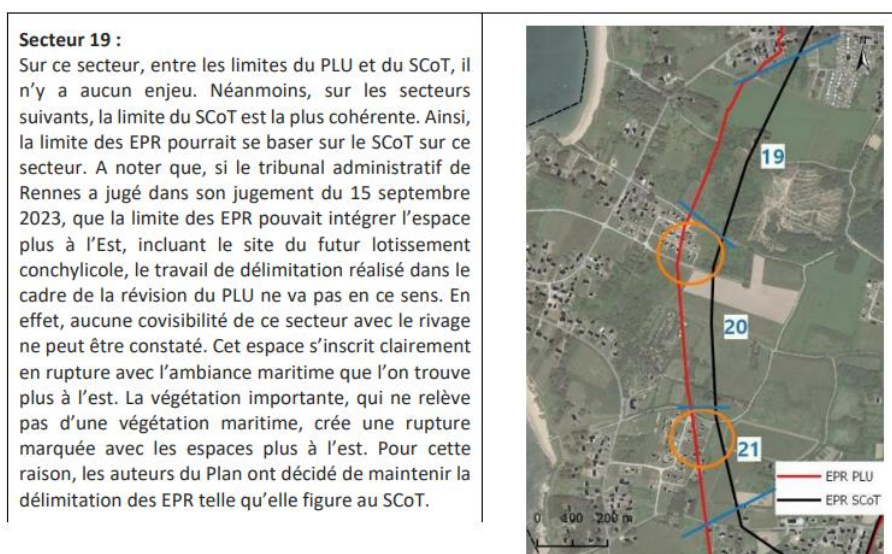 Secteur 19 :
Sur ce secteur, entre les limites du PLU et du SCoT, il
n’y a aucun enjeu. Néanmoins, sur les secteurs
suivants, la limite du SCoT est la plus cohérente. Ainsi,
la limite des EPR pourrait se baser sur le SCoT sur ce
secteur. A noter que, si le tribunal administratif de
Rennes a jugé dans son jugement du 15 septembre
2023, que la limite des EPR pouvait intégrer l’espace
plus à l’Est, incluant le site du futur lotissement
conchylicole, le travail de délimitation réalisé dans le
cadre de la révision du PLU ne va pas en ce sens. En
effet, aucune covisibilité de ce secteur avec le rivage
ne peut être constaté. Cet espace s’inscrit clairement
en rupture avec l’ambiance maritime que l’on trouve
plus à l’est. La végétation importante, qui ne relève
pas d’une végétation maritime, crée une rupture
marquée avec les espaces plus à l’est. Pour cette
raison, les auteurs du Plan ont décidé de maintenir la
délimitation des EPR telle qu’elle figure au SCoT.
19
20
21
EPR PLU
EPR SCoT
0 100 200 m